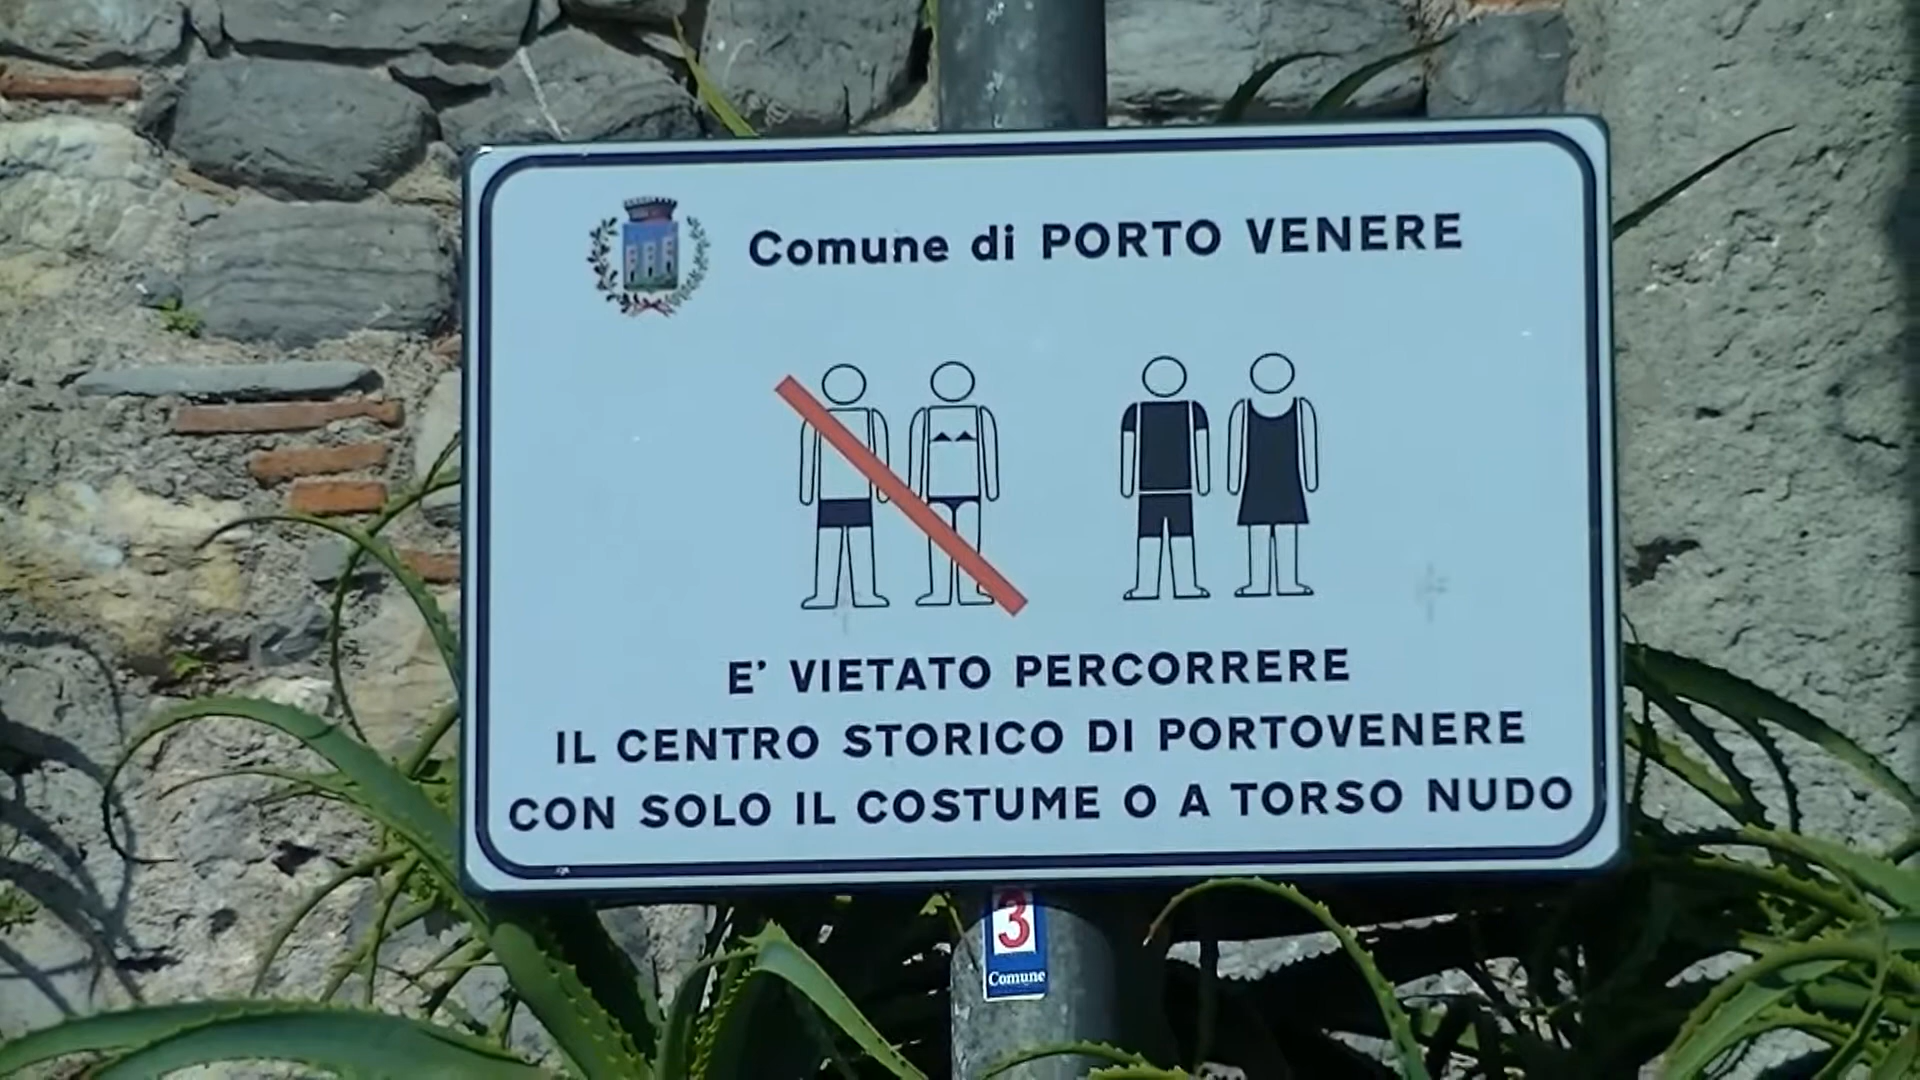 Comune di PORTO VENERE
E' VIETATO PERCORRERE
IL CENTRO STORICO DI PORTOVENERE
CON SOLO IL COSTUME O A TORSO NUDO
3
Comune